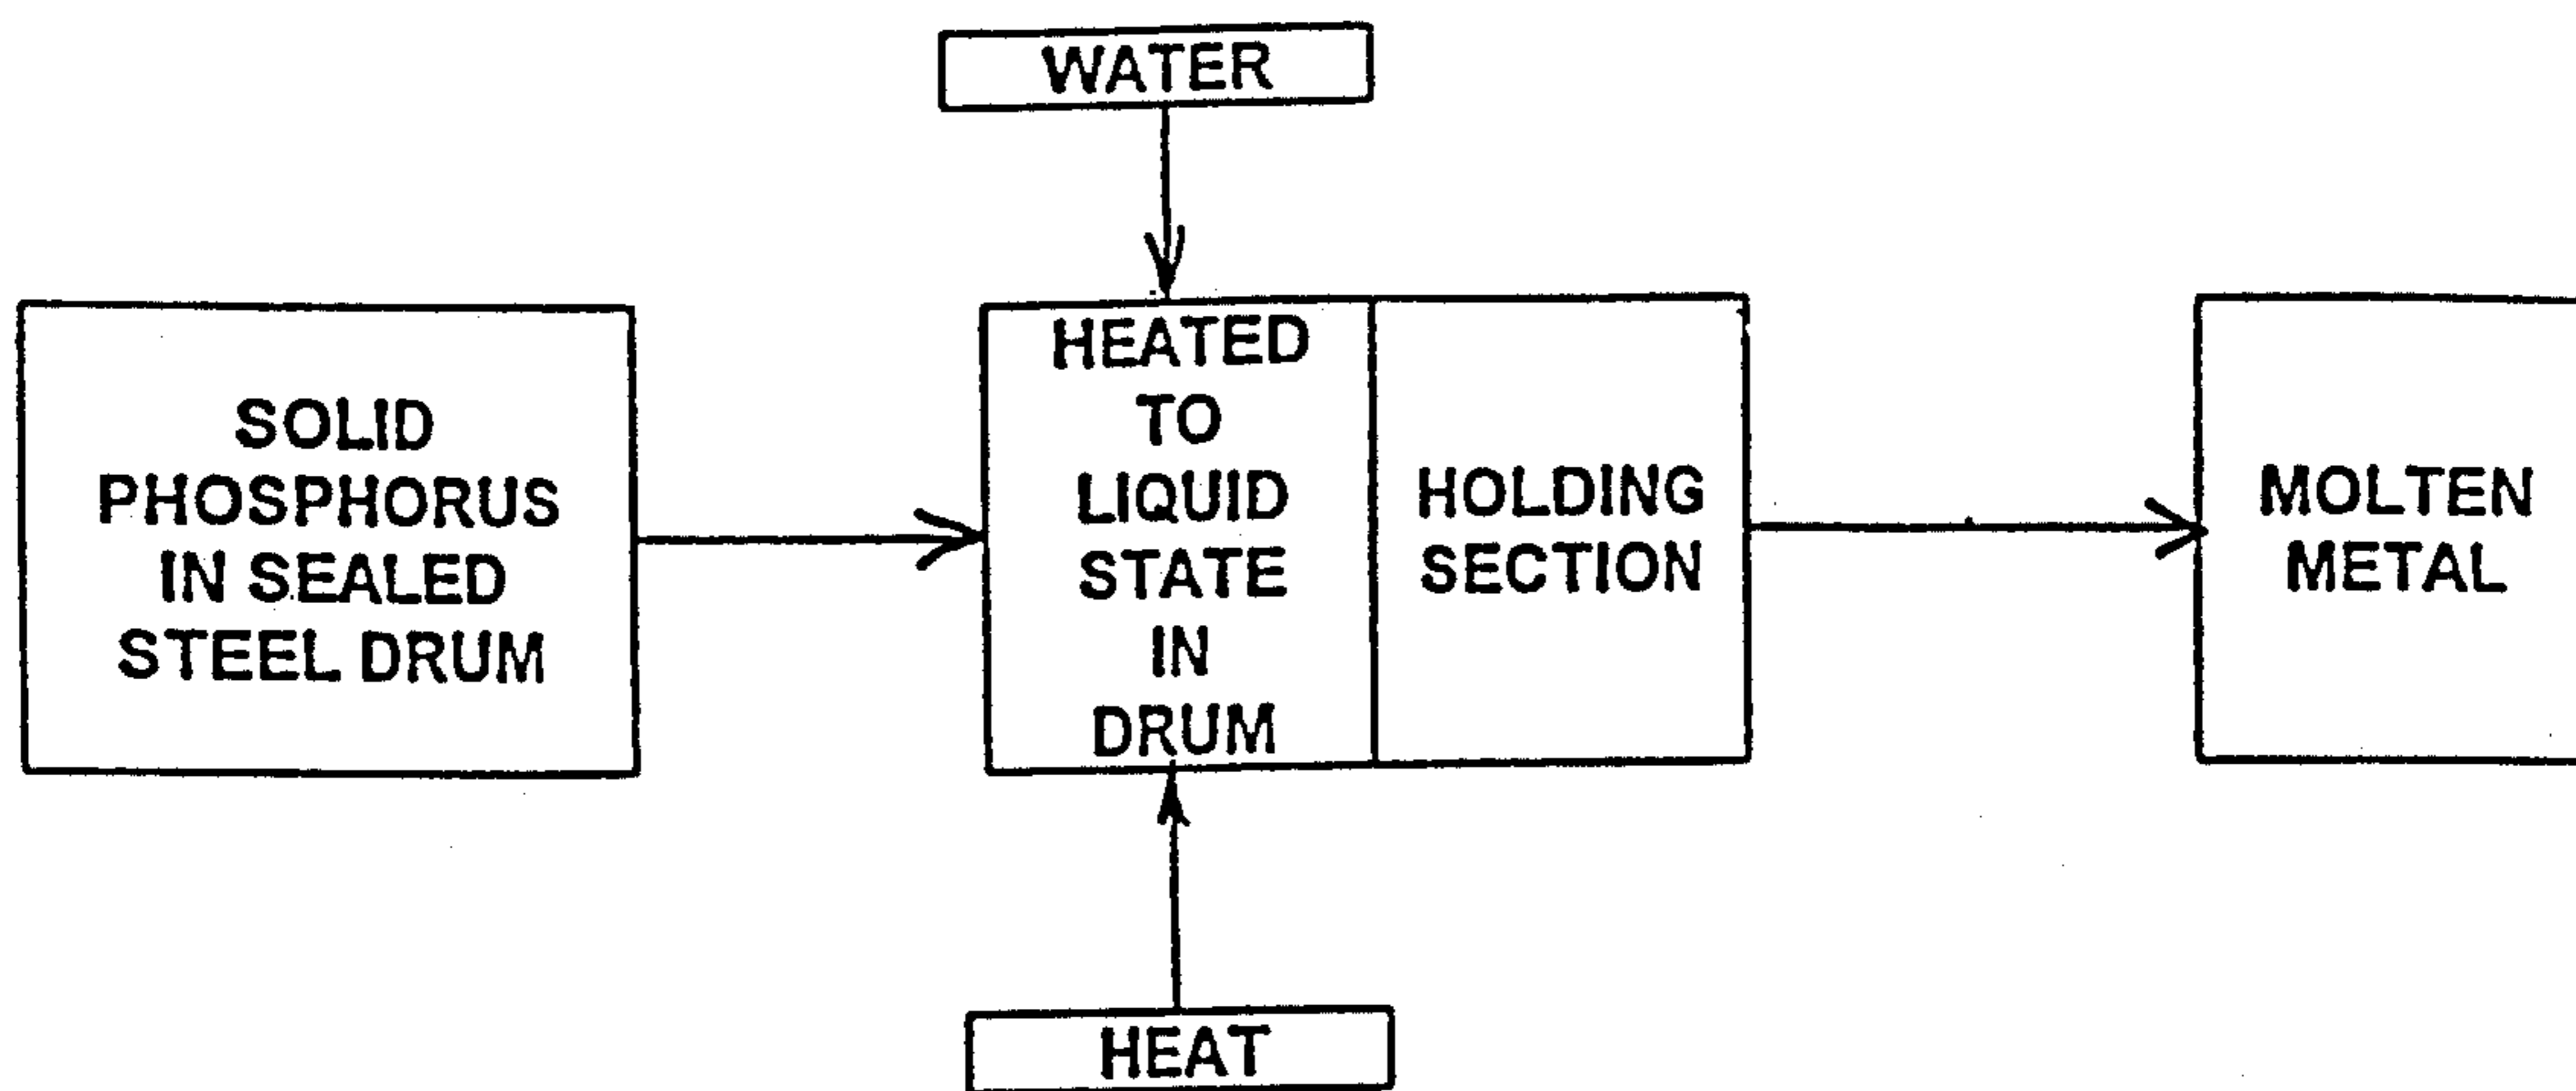 WATER
SOLID
PHOSPHORUS
IN SEALED
STEEL DRUM
HEATED
TO
LIQUID
STATE
IN
DRUM
HOLDING
SECTION
MOLTEN
METAL
HEAT